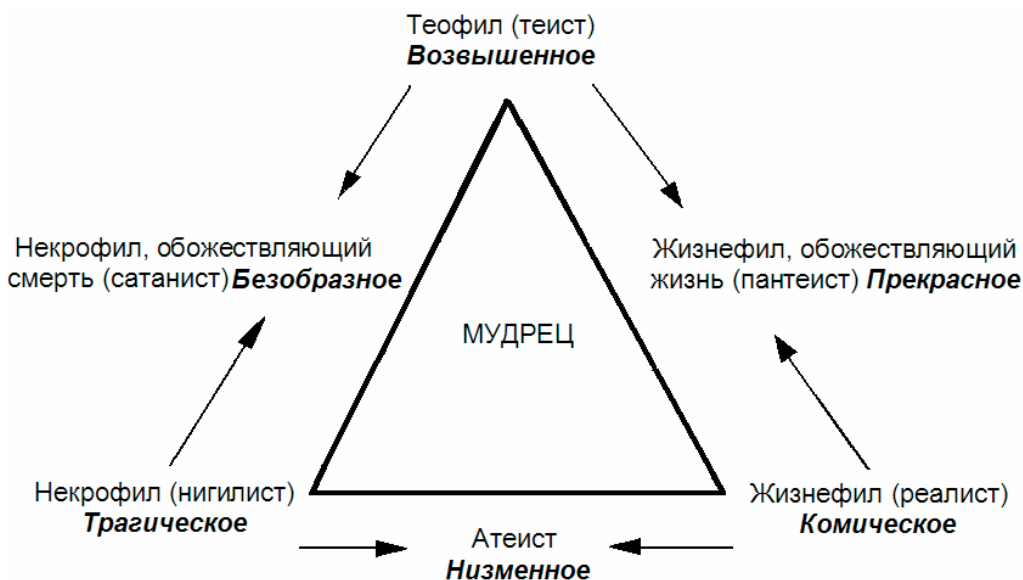 Теофил (теист)
Возвышенное
Некрофил, обожествляющий
смерть (сатанист) Безобразное
Жизнефил, обожествляющий
жизнь (пантеист) Прекрасное
МУДРЕЦ
Некрофил (нигилист)
Трагическое
Жизнефил (реалист)
Комическое
Атеист
Низменное